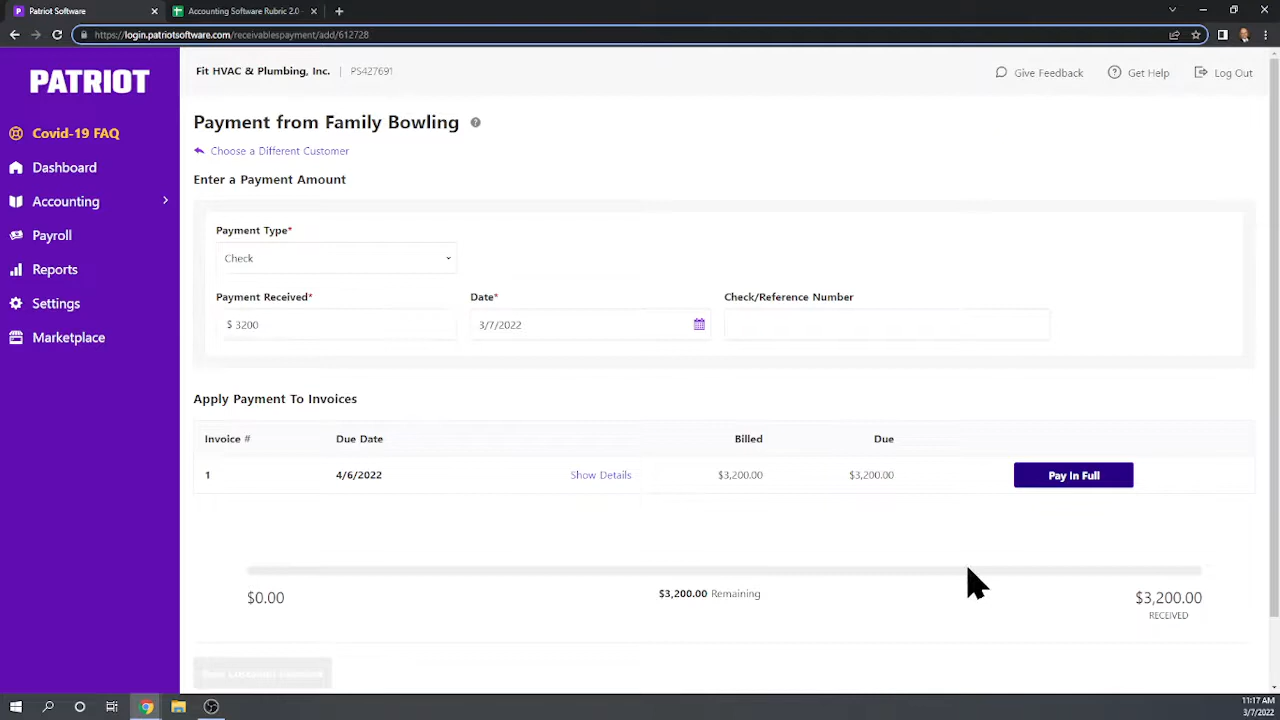 Patriot Software
Accounting Software Rubric 2.0 -
https://login.patriotsoftware.com/receivablespayment/add/612728
PATRIOT
Covid-19 FAQ
Dashboard
Accounting
Payroll
Reports
Settings
Marketplace
Fit HVAC & Plumbing, Inc. | PS427691
Give Feedback
Get Help
Log Out
Payment from Family Bowling
Choose a Different Customer
Enter a Payment Amount
Payment Type*
Check
Payment Received* Date* Check/Reference Number
$ 3200 3/7/2022
Apply Payment To Invoices
Invoice # Due Date Billed Due
1 4/6/2022 Show Details $3,200.00 $3,200.00 Pay In Full
$0.00 $3,200.00 Remaining $3,200.00
RECEIVED
11:17 AM
3/7/2022